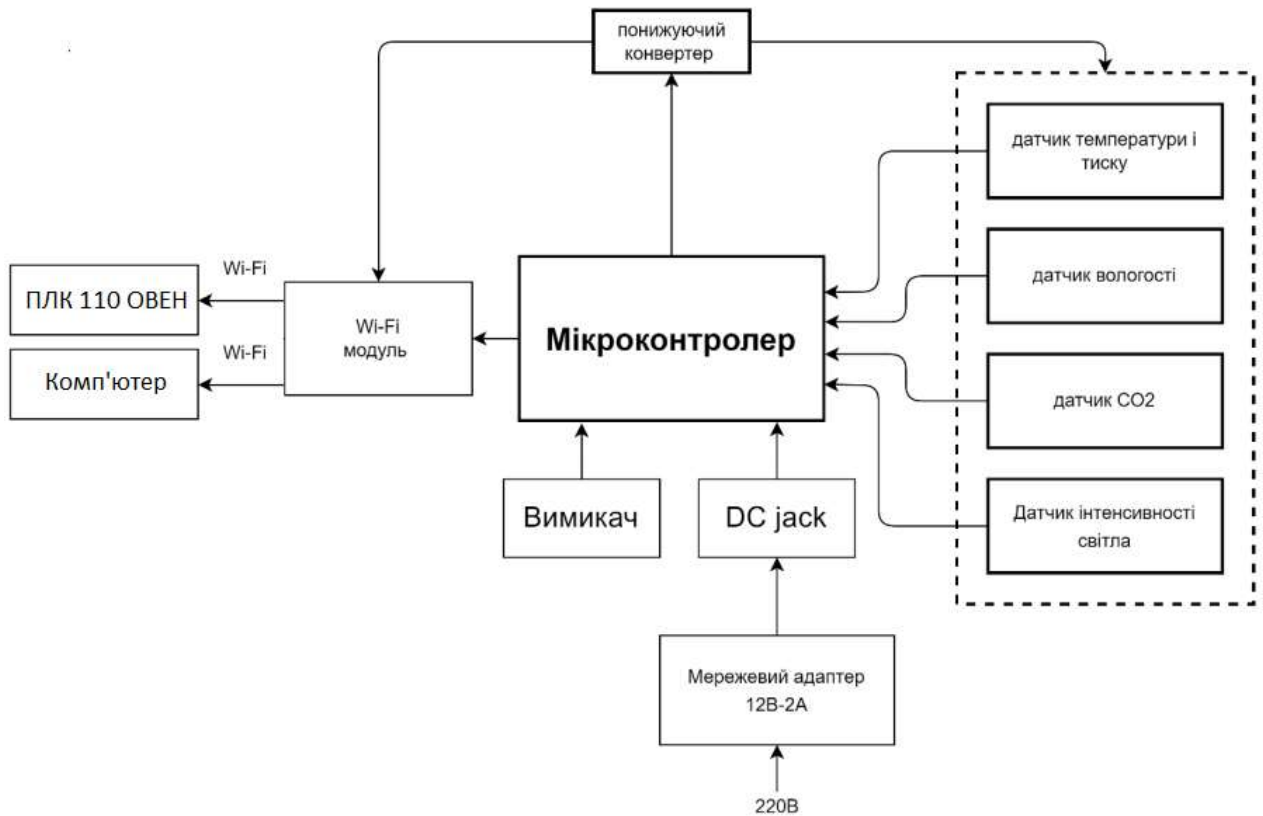 понижуючий
конвертер
датчик температури і
тиску
датчик вологості
датчик CO2
Датчик інтенсивності
світла
Wi-Fi
ПЛК 110 ОВЕН
Wi-Fi
Комп'ютер
Wi-Fi
модуль
Мікроконтролер
Вимикач
DC jack
Мережевий адаптер
12В-2А
220В